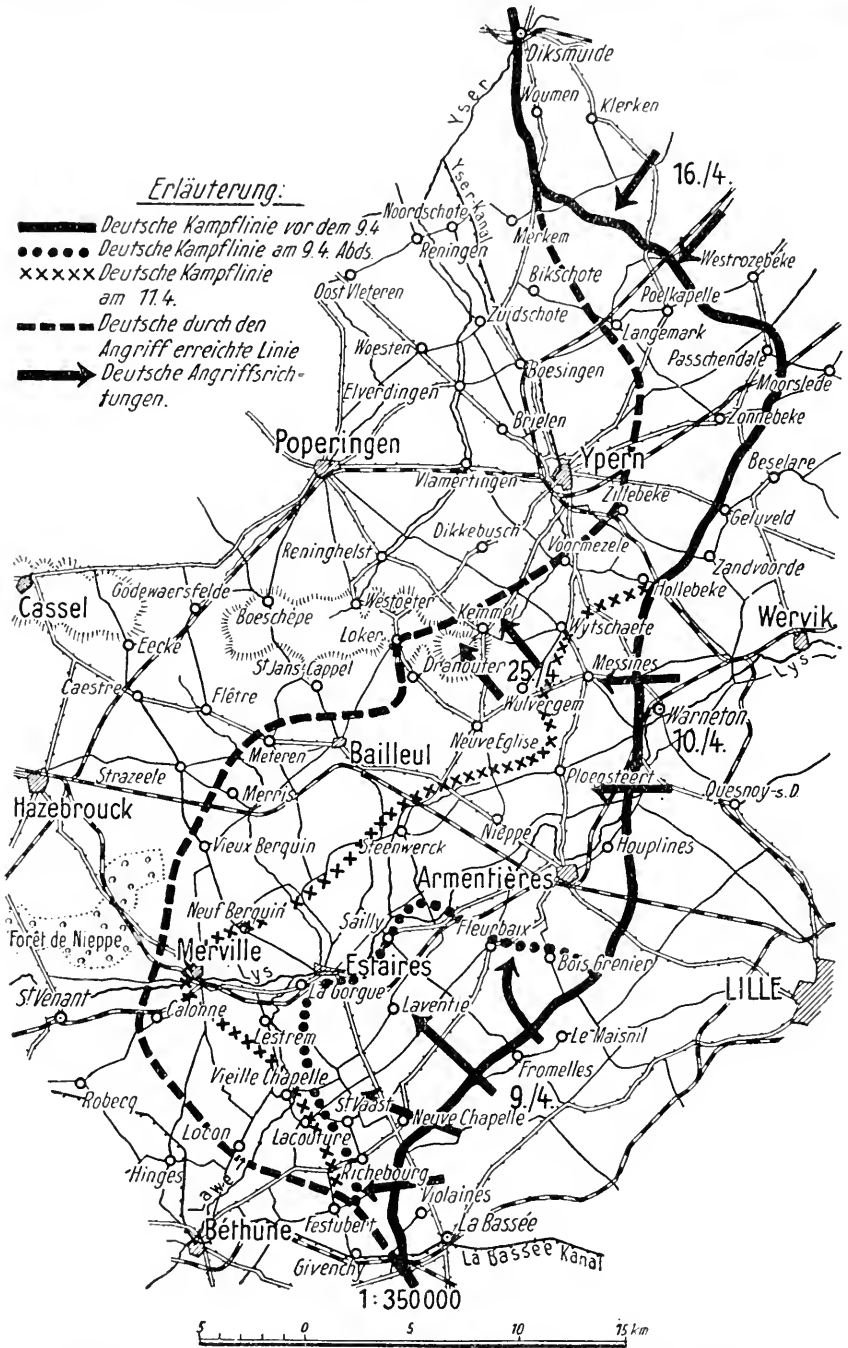 Diksmuide
Yser
Woumen
Klerken
Erläuterung:
16./4.
Deutsche Kampflinie vor dem 9.4
Deutsche Kampflinie am 9.4. Abds.
Deutsche Kampflinie
am 11.4.
Deutsche durch den
Angriff erreichte Linie
Deutsche Angriffsrich=
tungen.
Yser-Kanal
Noordschote
Merkem
Reningen
Westrozebeke
Bikschote
Oost Vleteren
Poelkapelle
Zuidschote
Langemark
Woesten
Passchendale
Boesingen
Moorslede
Elverdingen
Zonnebeke
Brielen
Poperingen
Ypern
Vlamertingen
Beselare
Zillebeke
Geluveld
Dikkebusch
Reninghelst
Voormezele
Zandvoorde
Cassel
Godewaersfelde
Boeschepe
Westoeter
Hollebeke
Kemmel
Wytschaete
Wervik
Loker
Eecke
St Jans-Cappel
Dranouter
25./4.
Messines
Lys
Caestre
Flêtre
Wulvergem
Warneton
10./4.
Neuve Eglise
Meteren
Bailleul
Strazeele
Ploegsteert
Merris
Quesnoy-s.D
Hazebrouck
Nieppe
Vieux Berquin
Steenwerck
Houplines
Armentières
Neuf Berquin
Sailly
Fleurbaix
Forêt de Nieppe
Merville
Lys
Estaires
Bois Grenier
LILLE
St Venant
La Gorgue
Calonne
Laventie
Lestrem
Le Maisnil
Fromelles
Vieille Chapelle
9./4.
Robecq
St Vaast
Neuve Chapelle
Locon
Lacouture
Hinges
Lawe
Richebourg
Violaines
Béthune
Festubert
La Bassée
Givenchy
La Bassée Kanal
1:350000
5 0 5 10 15 km